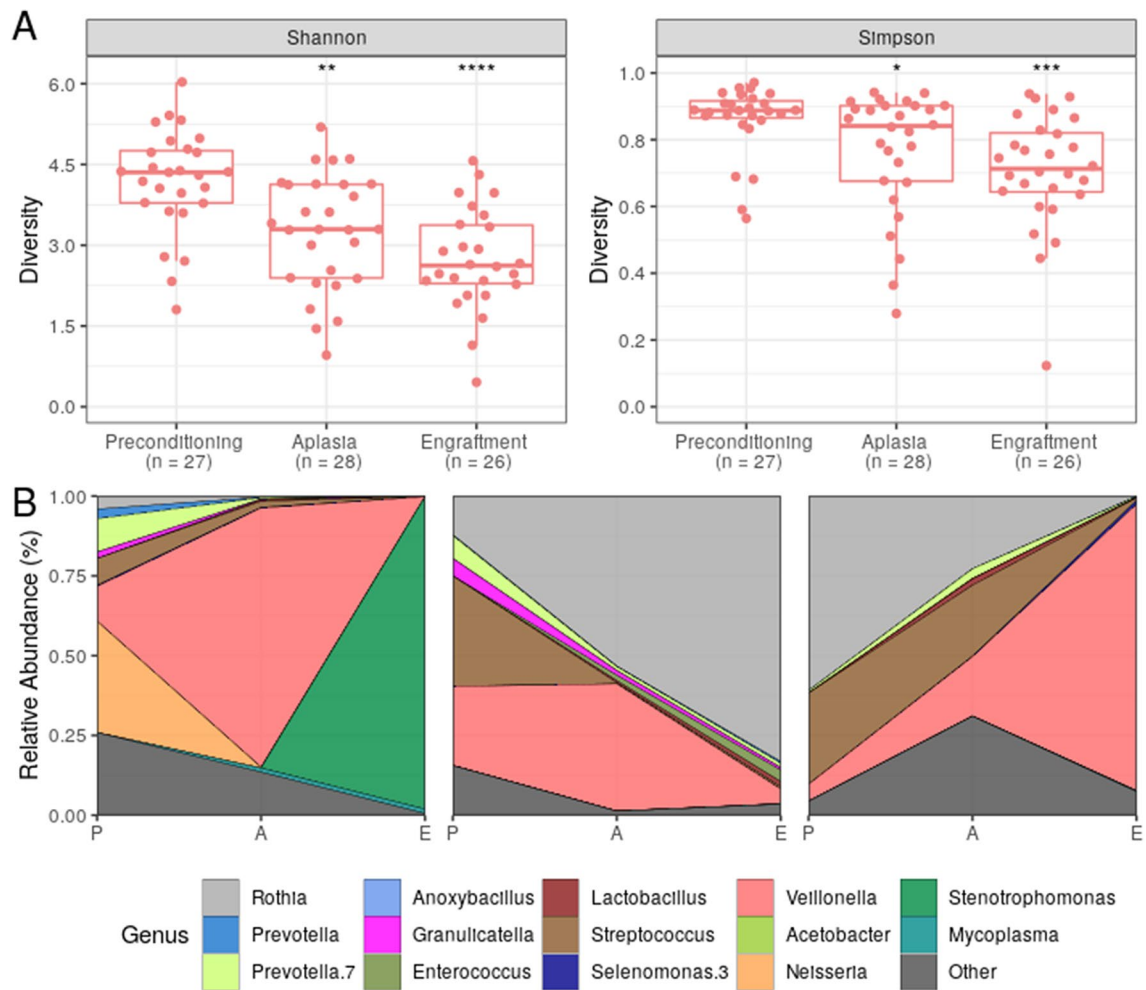 A
Shannon
Simpson
** ****
* ***
Diversity
6.0
4.5
3.0
1.5
0.0
Preconditioning Aplasia Engraftment
(n = 27) (n = 28) (n = 26)
Diversity
1.0
0.8
0.6
0.4
0.2
0.0
Preconditioning Aplasia Engraftment
(n = 27) (n = 28) (n = 26)
B
Relative Abundance (%)
1.00
0.75
0.50
0.25
0.00
P A E
P A E
P A E
Genus
Rothia Anoxybacillus Lactobacillus Veillonella Stenotrophomonas
Prevotella Granulicatella Streptococcus Acetobacter Mycoplasma
Prevotella.7 Enterococcus Selenomonas.3 Neisseria Other